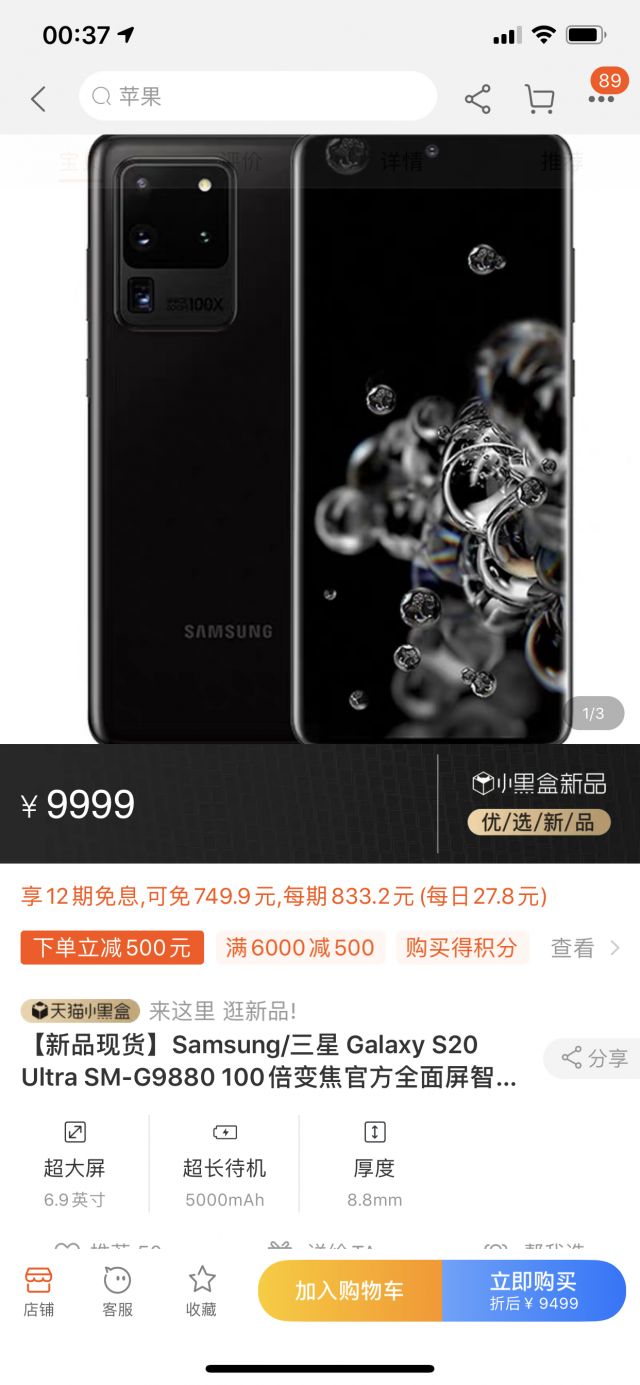 00:37
苹果
89
宝 评价 详情 推荐
100X
SAMSUNG
1/3
¥ 9999
小黑盒新品
优/选/新/品
享12期免息,可免749.9元,每期833.2元(每日27.8元)
下单立减500元 满6000减500 购买得积分 查看
天猫小黑盒 来这里 逛新品!
【新品现货】Samsung/三星 Galaxy S20
Ultra SM-G9880 100倍变焦官方全面屏智...
分享
超大屏 超长待机 厚度
6.9英寸 5000mAh 8.8mm
店铺 客服 收藏
加入购物车
立即购买
折后¥ 9499